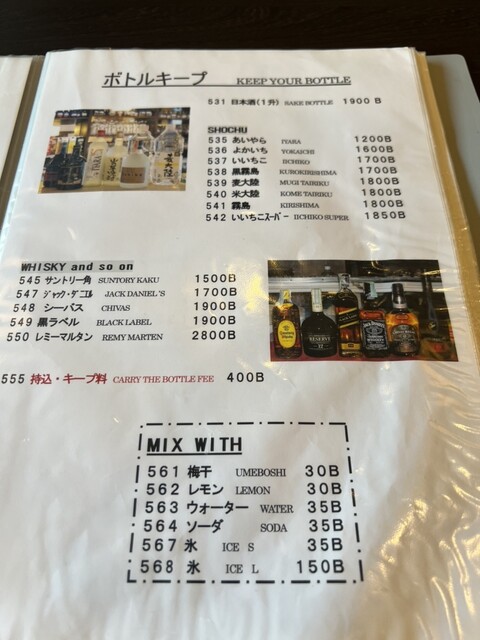 ボトルキープ KEEP YOUR BOTTLE
531 日本酒(1升) SAKE BOTTLE 1900 B
SHOCHU
535 あいやら IYARA 1200B
536 よかいち YOKAICHI 1600B
537 いいちこ IICHIKO 1700B
538 黒霧島 KUROKIRESHIMA 1700B
539 麦大陸 MUGI TAIRIKU 1800B
540 米大陸 KOME TAIRIKU 1800B
541 霧島 KIRISHIMA 1800B
542 いいちこスーパー IICHIKO SUPER 1850B
WHISKY and so on
545 サントリー角 SUNTORY KAKU 1500B
547 ジャック・ダニエル JACK DANIEL'S 1700B
548 シーバス CHIVAS 1900B
549 黒ラベル BLACK LABEL 1900B
550 レミーマルタン REMY MARTEN 2800B
555 持込・キープ料 CARRY THE BOTTLE FEE 400B
MIX WITH
561 梅干 UMEBOSHI 30B
562 レモン LEMON 30B
563 ウォーター WATER 35B
564 ソーダ SODA 35B
567 氷 ICE S 35B
568 氷 ICE L 150B